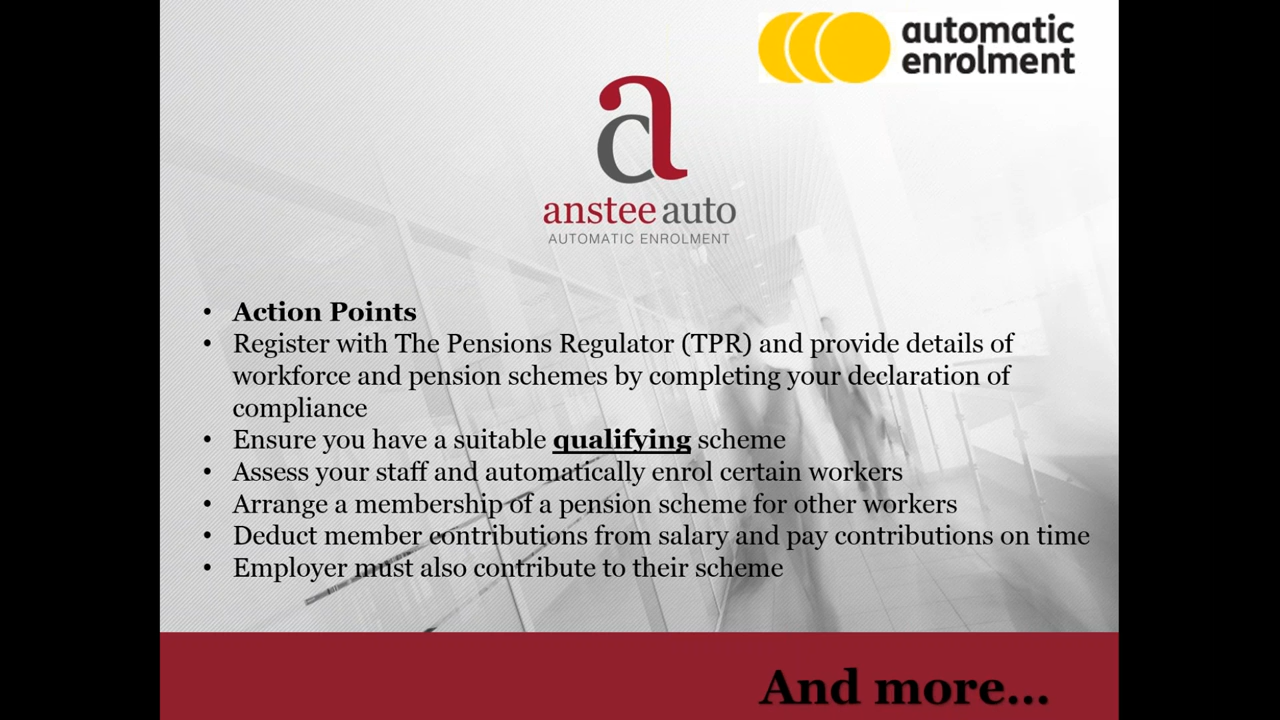 automatic
enrolment
anstee auto
AUTOMATIC ENROLMENT
• Action Points
• Register with The Pensions Regulator (TPR) and provide details of
workforce and pension schemes by completing your declaration of
compliance
• Ensure you have a suitable qualifying scheme
• Assess your staff and automatically enrol certain workers
• Arrange a membership of a pension scheme for other workers
• Deduct member contributions from salary and pay contributions on time
• Employer must also contribute to their scheme
And more...